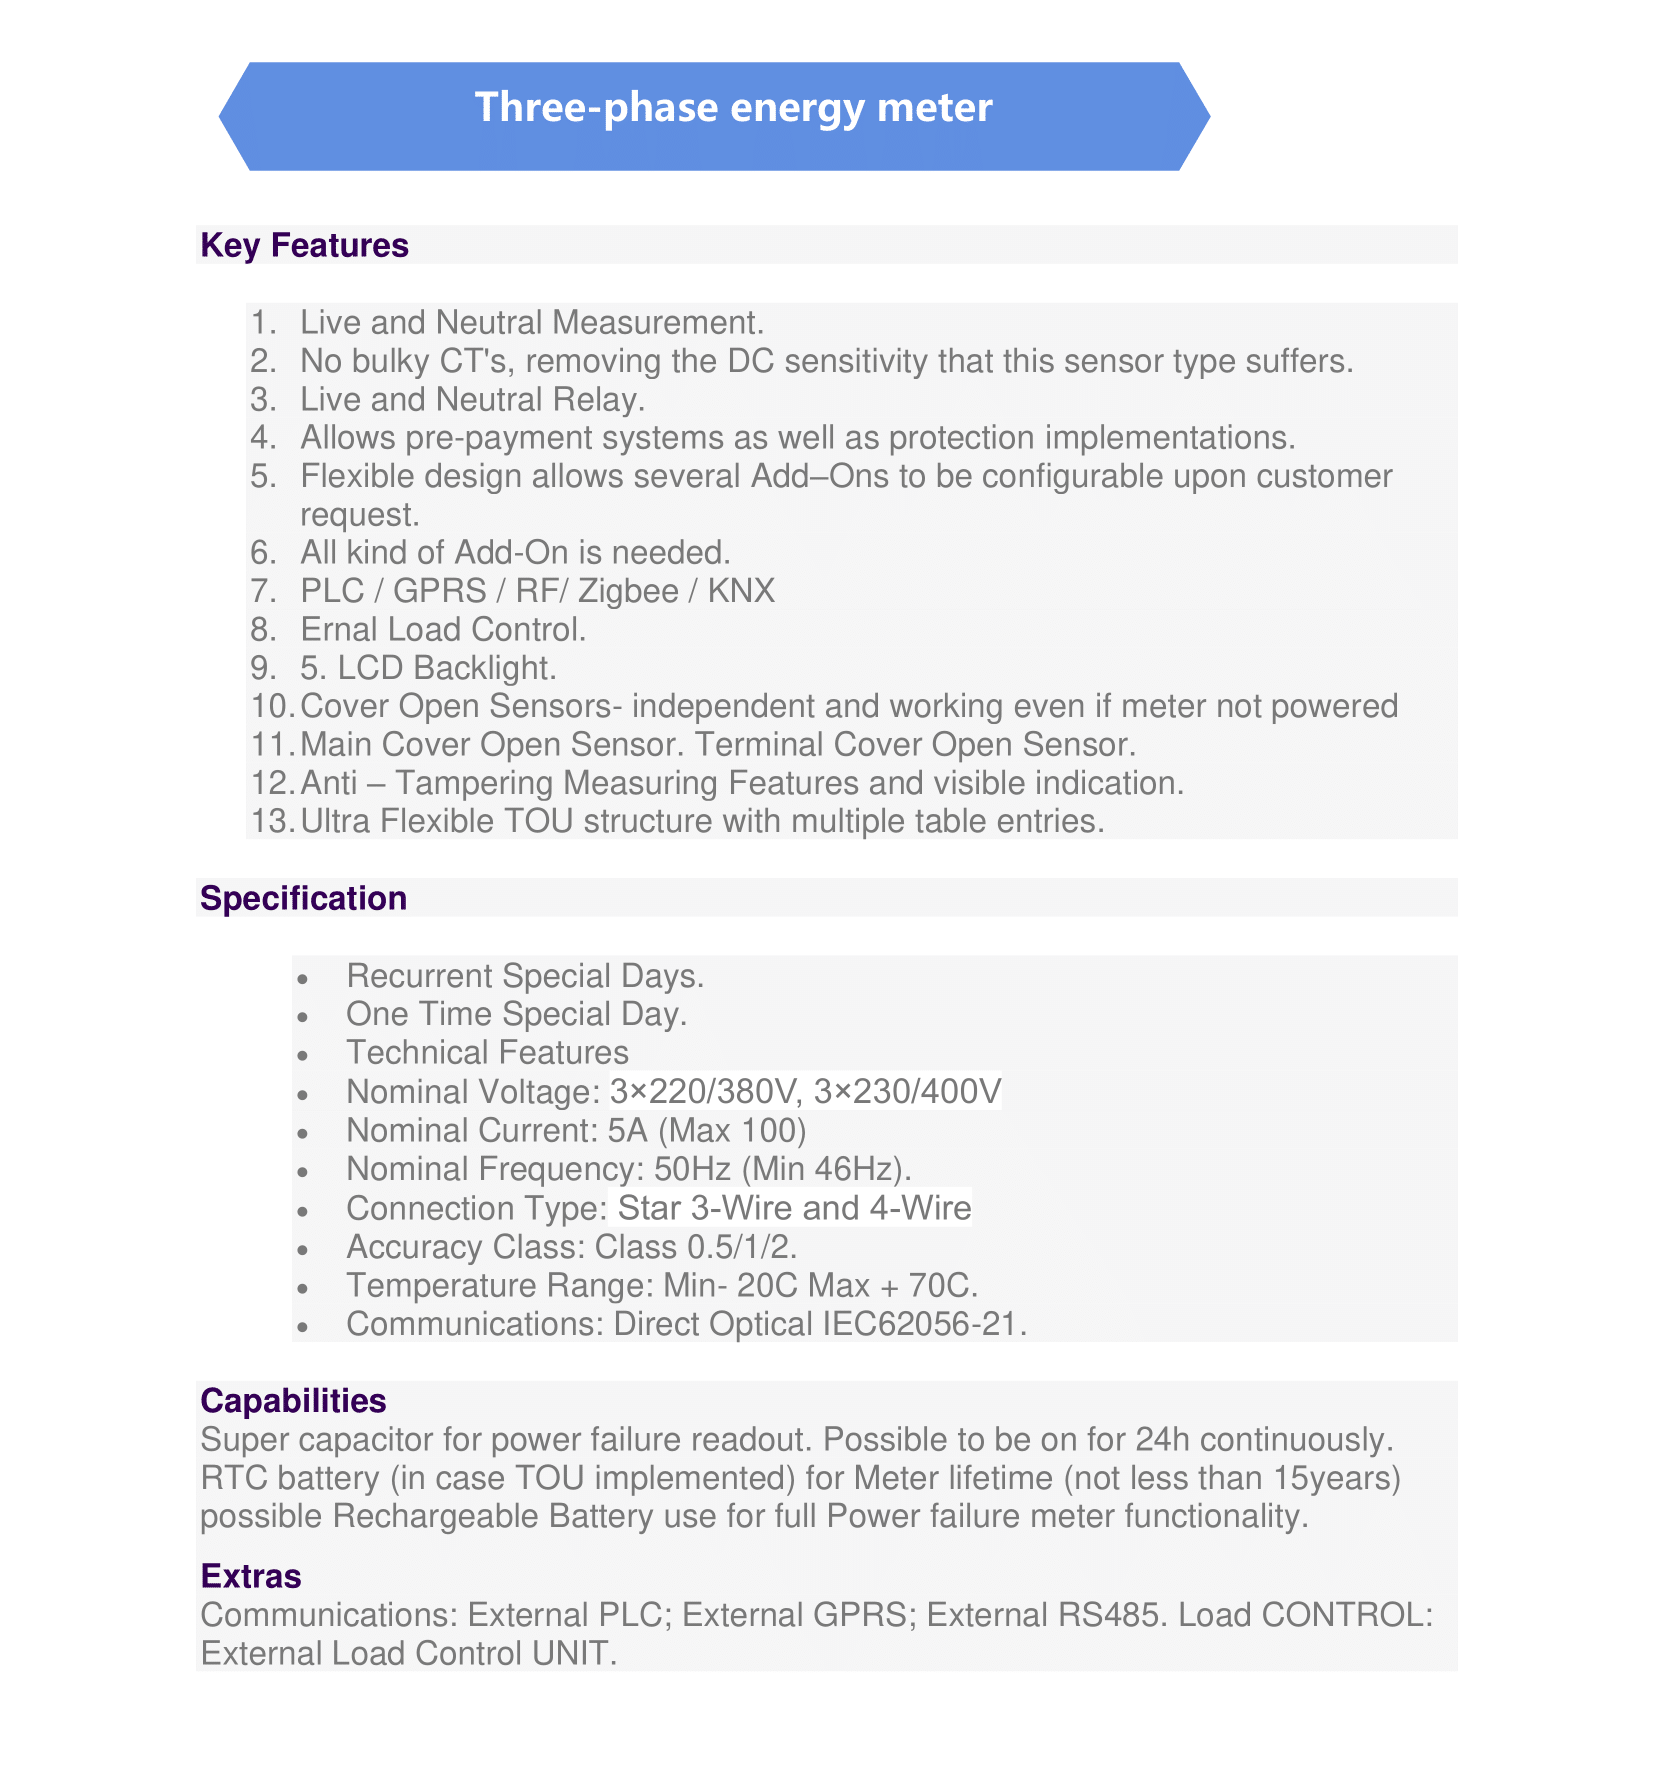 Three-phase energy meter
Key Features
1. Live and Neutral Measurement.
2. No bulky CT's, removing the DC sensitivity that this sensor type suffers.
3. Live and Neutral Relay.
4. Allows pre-payment systems as well as protection implementations.
5. Flexible design allows several Add–Ons to be configurable upon customer
request.
6. All kind of Add-On is needed.
7. PLC / GPRS / RF/ Zigbee / KNX
8. Ernal Load Control.
9. 5. LCD Backlight.
10. Cover Open Sensors- independent and working even if meter not powered
11. Main Cover Open Sensor. Terminal Cover Open Sensor.
12. Anti – Tampering Measuring Features and visible indication.
13. Ultra Flexible TOU structure with multiple table entries.
Specification
• Recurrent Special Days.
• One Time Special Day.
• Technical Features
• Nominal Voltage: 3×220/380V, 3×230/400V
• Nominal Current: 5A (Max 100)
• Nominal Frequency: 50Hz (Min 46Hz).
• Connection Type: Star 3-Wire and 4-Wire
• Accuracy Class: Class 0.5/1/2.
• Temperature Range: Min- 20C Max + 70C.
• Communications: Direct Optical IEC62056-21.
Capabilities
Super capacitor for power failure readout. Possible to be on for 24h continuously.
RTC battery (in case TOU implemented) for Meter lifetime (not less than 15years)
possible Rechargeable Battery use for full Power failure meter functionality.
Extras
Communications: External PLC; External GPRS; External RS485. Load CONTROL:
External Load Control UNIT.